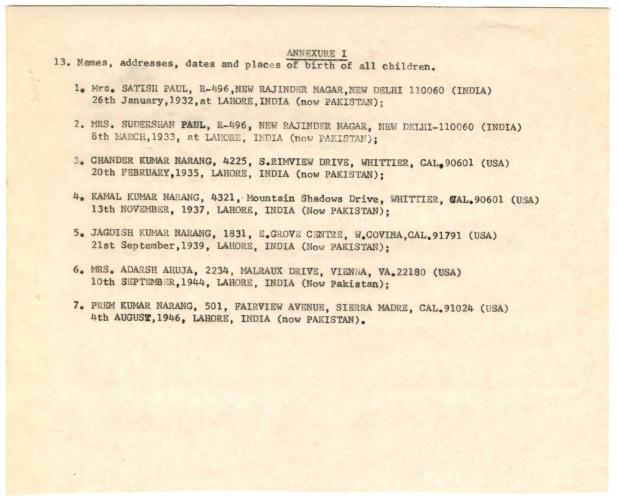 ANNEXURE I
13. Names, addresses, dates and places of birth of all children.
1. Mrs. SATISH PAUL, R-496,NEW RAJINDER NAGAR,NEW DELHI 110060 (INDIA)
26th January,1932,at LAHORE,INDIA (now PAKISTAN);
2. MRS. SUDERSHAN PAUL, R-496, NEW RAJINDER NAGAR, NEW DELHI-110060 (INDIA)
8th MARCH,1933, at LAHORE, INDIA (now PAKISTAN);
3. CHANDER KUMAR NARANG, 4225, S.RIMVIEW DRIVE, WHITTIER, CAL.90601 (USA)
20th FEBRUARY,1935, LAHORE, INDIA (now PAKISTAN);
4. KAMAL KUMAR NARANG, 4321, Mountain Shadows Drive, WHITTIER, CAL.90601 (USA)
13th NOVEMBER, 1937, LAHORE, INDIA (Now PAKISTAN);
5. JAGDISH KUMAR NARANG, 1831, E.GROVE CENTRE, W.COVINA,CAL.91791 (USA)
21st September,1939, LAHORE, INDIA (Now PAKISTAN);
6. MRS. ADARSH AHUJA, 2234, MALRAUX DRIVE, VIENNA, VA.22180 (USA)
10th SEPTEMBER,1944, LAHORE, INDIA (Now Pakistan);
7. PREM KUMAR NARANG, 501, FAIRVIEW AVENUE, SIERRA MADRE, CAL.91024 (USA)
4th AUGUST,1946, LAHORE, INDIA (now PAKISTAN).